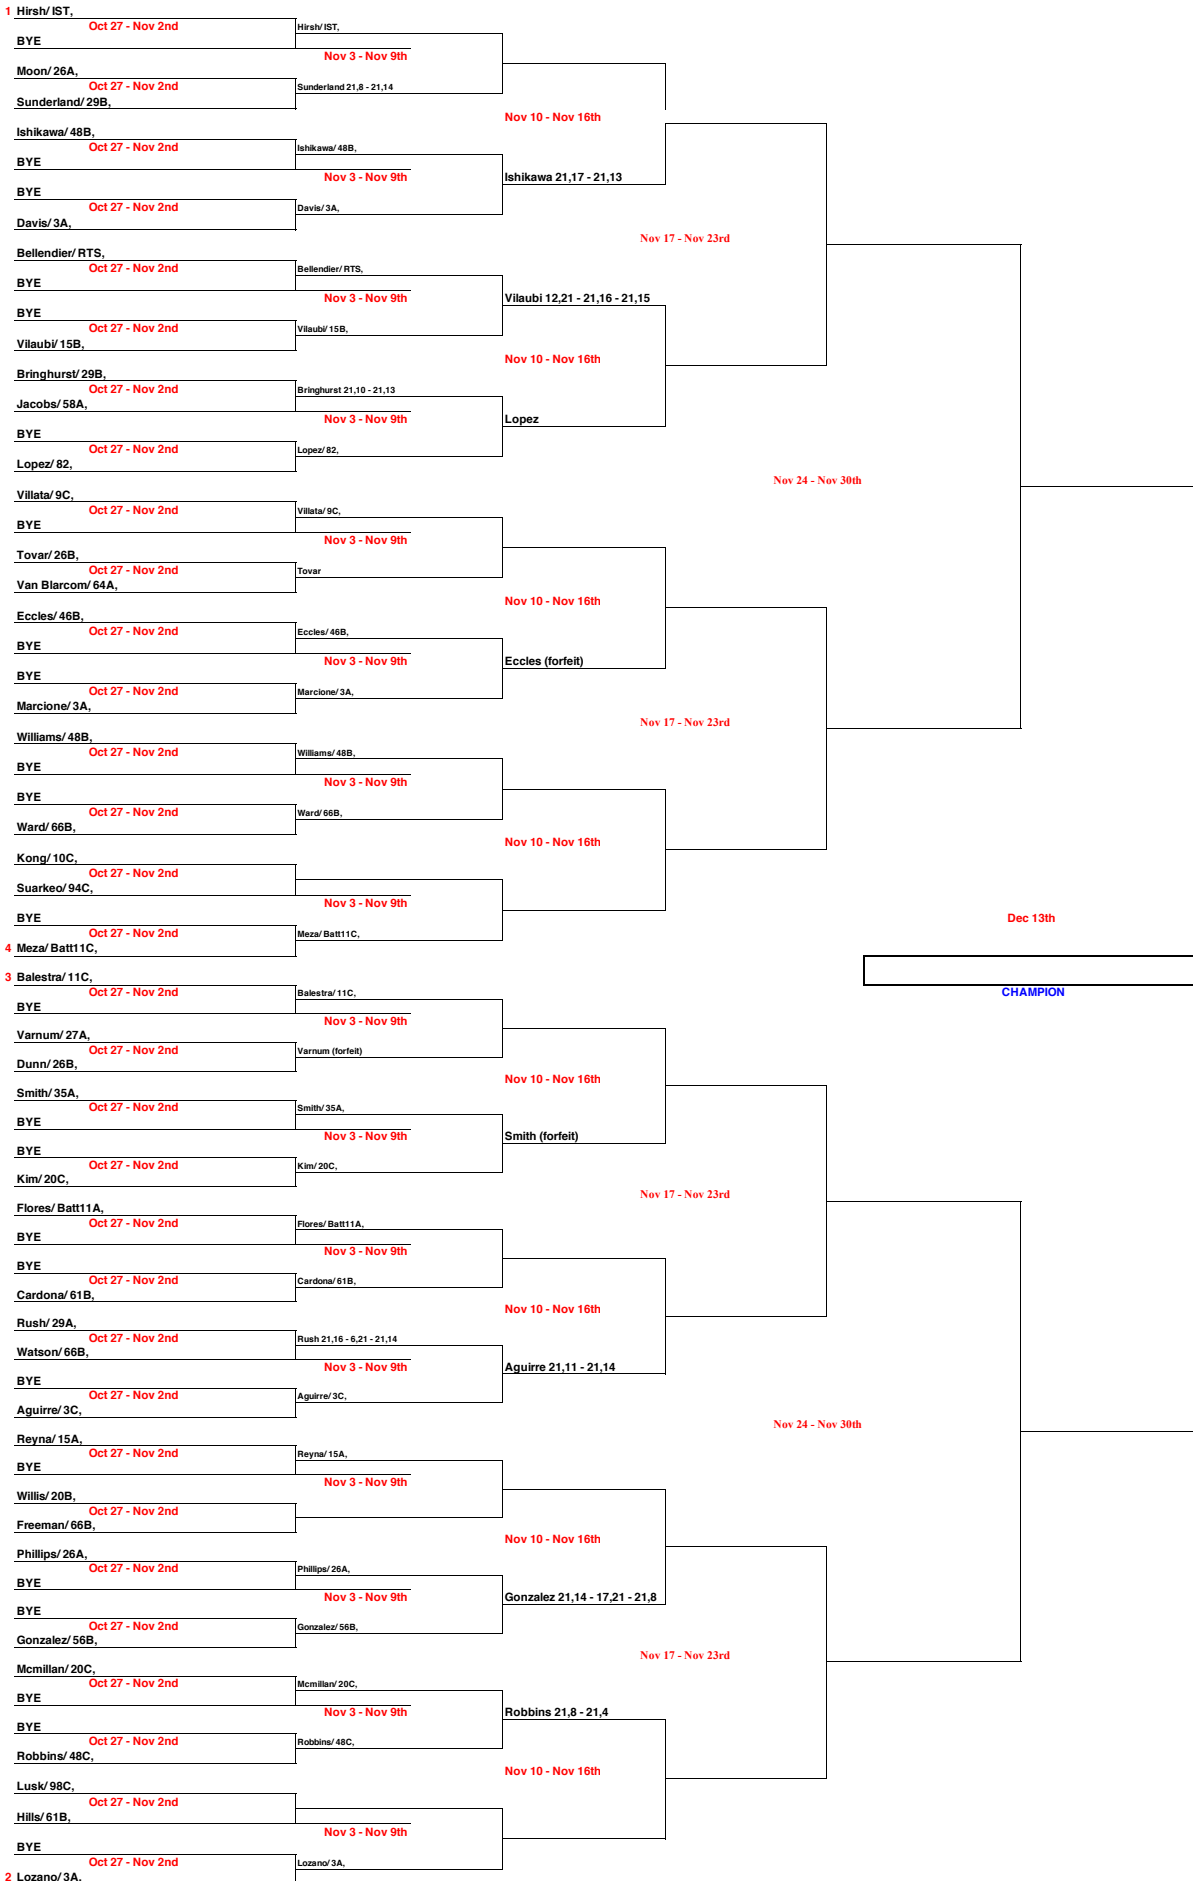 1 Hirsh/ IST,
Oct 27 - Nov 2nd
Hirsh/ IST,
BYE
Nov 3 - Nov 9th
Moon/ 26A,
Oct 27 - Nov 2nd
Sunderland 21,8 - 21,14
Sunderland/ 29B,
Nov 10 - Nov 16th
Ishikawa/ 48B,
Oct 27 - Nov 2nd
Ishikawa/ 48B,
BYE
Nov 3 - Nov 9th
Ishikawa 21,17 - 21,13
BYE
Oct 27 - Nov 2nd
Davis/ 3A,
Davis/ 3A,
Nov 17 - Nov 23rd
Bellendier/ RTS,
Oct 27 - Nov 2nd
Bellendier/ RTS,
BYE
Nov 3 - Nov 9th
Vilaubi 12,21 - 21,16 - 21,15
BYE
Oct 27 - Nov 2nd
Vilaubi/ 15B,
Vilaubi/ 15B,
Nov 10 - Nov 16th
Bringhurst/ 29B,
Oct 27 - Nov 2nd
Bringhurst 21,10 - 21,13
Jacobs/ 58A,
Nov 3 - Nov 9th
Lopez
BYE
Oct 27 - Nov 2nd
Lopez/ 82,
Lopez/ 82,
Nov 24 - Nov 30th
Villata/ 9C,
Oct 27 - Nov 2nd
Villata/ 9C,
BYE
Nov 3 - Nov 9th
Tovar/ 26B,
Oct 27 - Nov 2nd
Tovar
Van Blarcom/ 64A,
Nov 10 - Nov 16th
Eccles/ 46B,
Oct 27 - Nov 2nd
Eccles/ 46B,
BYE
Nov 3 - Nov 9th
Eccles (forfeit)
BYE
Oct 27 - Nov 2nd
Marcione/ 3A,
Marcione/ 3A,
Nov 17 - Nov 23rd
Williams/ 48B,
Oct 27 - Nov 2nd
Williams/ 48B,
BYE
Nov 3 - Nov 9th
BYE
Oct 27 - Nov 2nd
Ward/ 66B,
Ward/ 66B,
Nov 10 - Nov 16th
Kong/ 10C,
Oct 27 - Nov 2nd
Suarkeo/ 94C,
Nov 3 - Nov 9th
BYE
Dec 13th
Oct 27 - Nov 2nd
Meza/ Batt11C,
4 Meza/ Batt11C,
3 Balestra/ 11C,
Oct 27 - Nov 2nd
Balestra/ 11C,
CHAMPION
BYE
Nov 3 - Nov 9th
Varnum/ 27A,
Oct 27 - Nov 2nd
Varnum (forfeit)
Dunn/ 26B,
Nov 10 - Nov 16th
Smith/ 35A,
Oct 27 - Nov 2nd
Smith/ 35A,
BYE
Nov 3 - Nov 9th
Smith (forfeit)
BYE
Oct 27 - Nov 2nd
Kim/ 20C,
Kim/ 20C,
Nov 17 - Nov 23rd
Flores/ Batt11A,
Oct 27 - Nov 2nd
Flores/ Batt11A,
BYE
Nov 3 - Nov 9th
BYE
Oct 27 - Nov 2nd
Cardona/ 61B,
Cardona/ 61B,
Nov 10 - Nov 16th
Rush/ 29A,
Oct 27 - Nov 2nd
Rush 21,16 - 6,21 - 21,14
Watson/ 66B,
Nov 3 - Nov 9th
Aguirre 21,11 - 21,14
BYE
Oct 27 - Nov 2nd
Aguirre/ 3C,
Aguirre/ 3C,
Nov 24 - Nov 30th
Reyna/ 15A,
Oct 27 - Nov 2nd
Reyna/ 15A,
BYE
Nov 3 - Nov 9th
Willis/ 20B,
Oct 27 - Nov 2nd
Freeman/ 66B,
Nov 10 - Nov 16th
Phillips/ 26A,
Oct 27 - Nov 2nd
Phillips/ 26A,
BYE
Nov 3 - Nov 9th
Gonzalez 21,14 - 17,21 - 21,8
BYE
Oct 27 - Nov 2nd
Gonzalez/ 56B,
Gonzalez/ 56B,
Nov 17 - Nov 23rd
Mcmillan/ 20C,
Oct 27 - Nov 2nd
Mcmillan/ 20C,
BYE
Nov 3 - Nov 9th
Robbins 21,8 - 21,4
BYE
Oct 27 - Nov 2nd
Robbins/ 48C,
Robbins/ 48C,
Nov 10 - Nov 16th
Lusk/ 98C,
Oct 27 - Nov 2nd
Hills/ 61B,
Nov 3 - Nov 9th
BYE
Oct 27 - Nov 2nd
Lozano/ 3A,
2 Lozano/ 3A,